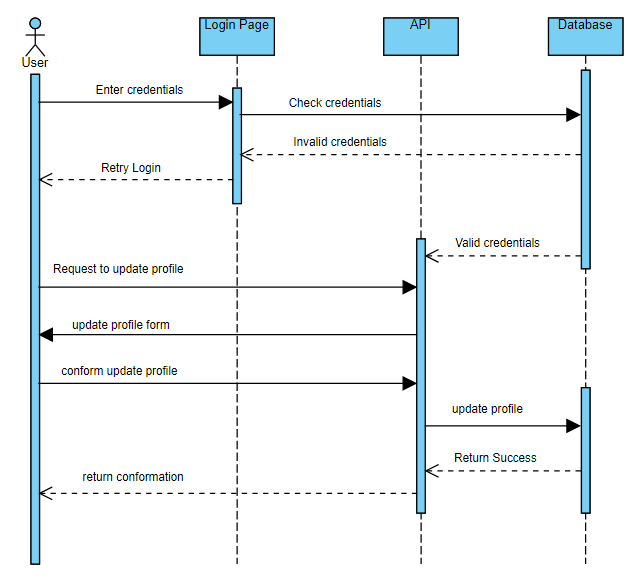 Login Page
API
Database
User
Enter credentials
Check credentials
Invalid credentials
Retry Login
Valid credentials
Request to update profile
update profile form
conform update profile
update profile
Return Success
return conformation